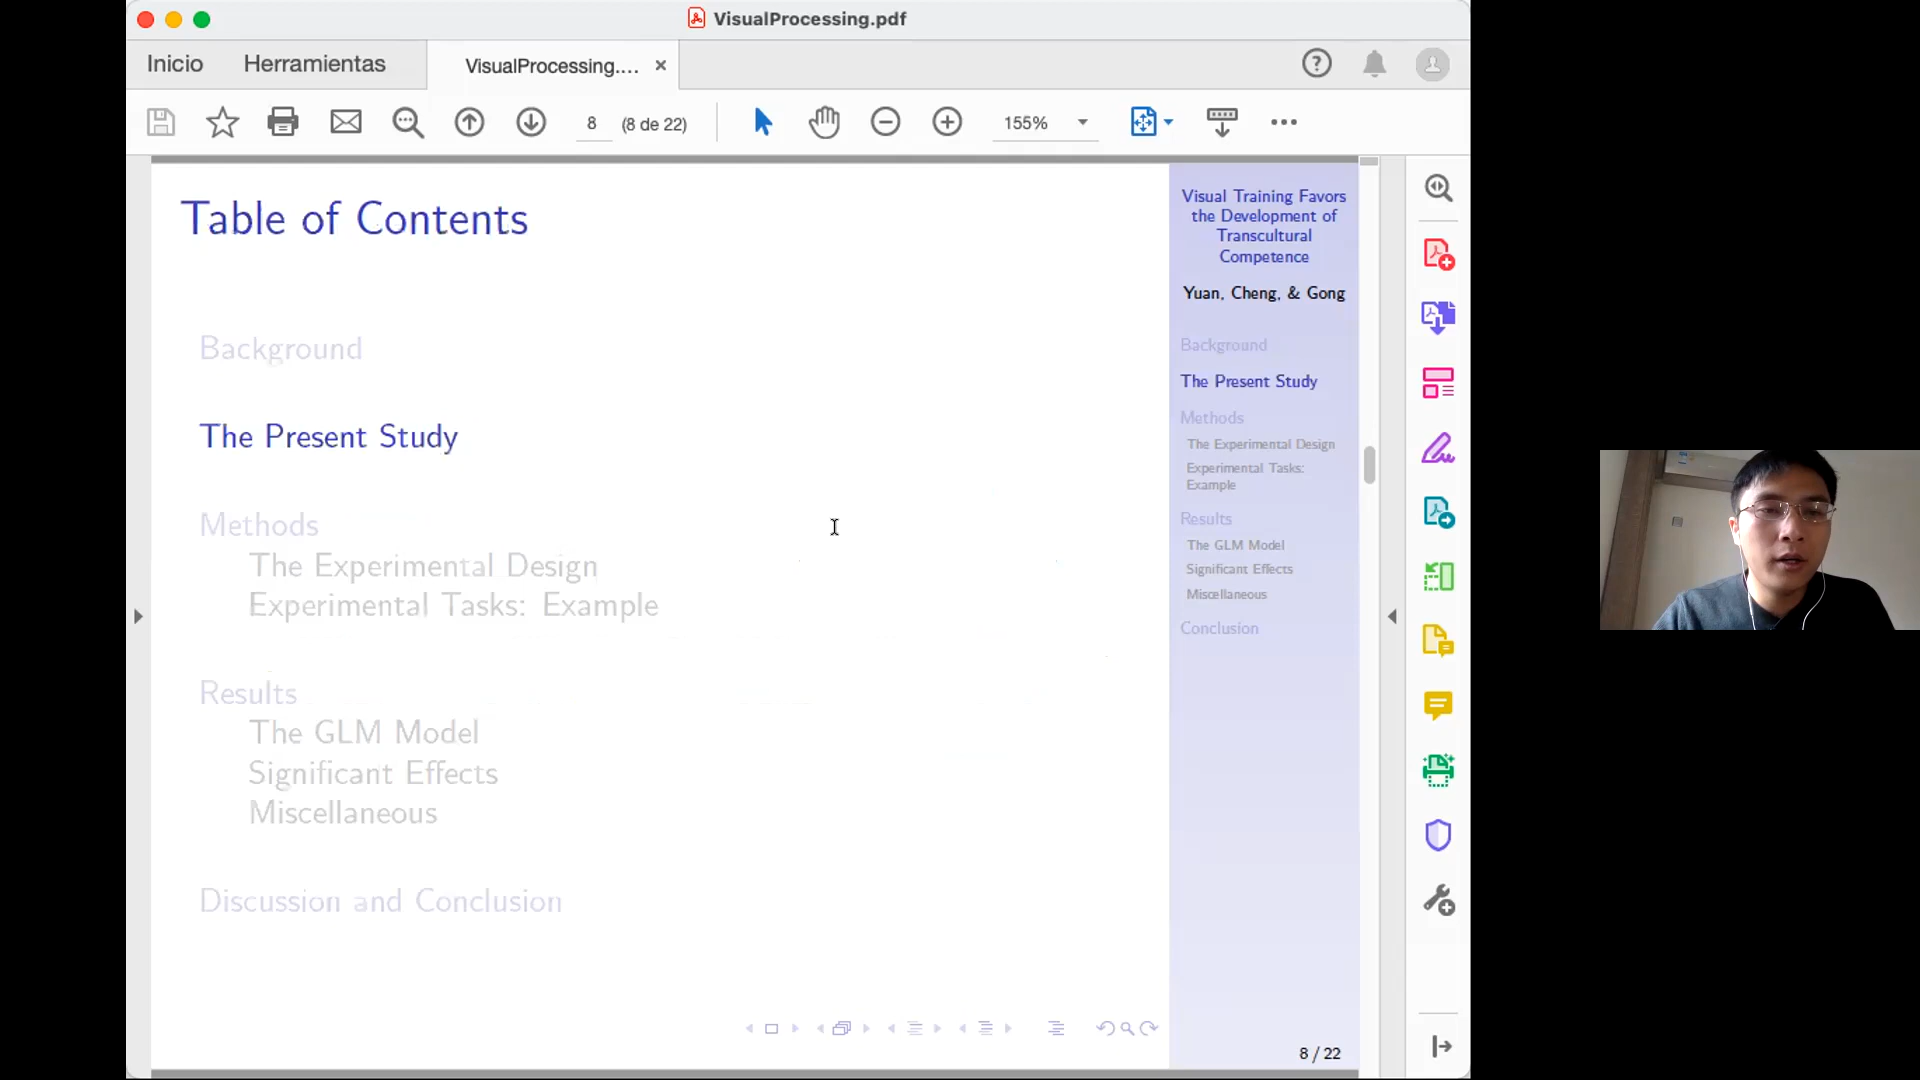 VisualProcessing.pdf
Inicio
Herramientas
VisualProcessing....
8
(8 de 22)
155%
Table of Contents
Background
The Present Study
Methods
The Experimental Design
Experimental Tasks: Example
Results
The GLM Model
Significant Effects
Miscellaneous
Discussion and Conclusion
Visual Training Favors
the Development of
Transcultural
Competence
Yuan, Cheng, & Gong
Background
The Present Study
Methods
The Experimental Design
Experimental Tasks:
Example
Results
The GLM Model
Significant Effects
Miscellaneous
Conclusion
8 / 22